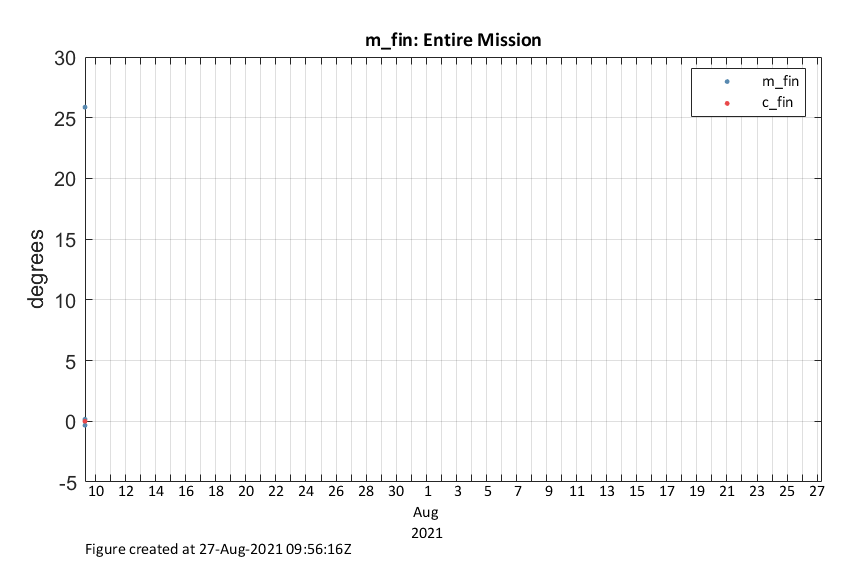 m_fin: Entire Mission
30
25
20
15
10
5
0
-5
degrees
m_fin
c_fin
10 12 14 16 18 20 22 24 26 28 30 1 3 5 7 9 11 13 15 17 19 21 23 25 27
Aug
2021
Figure created at 27-Aug-2021 09:56:16Z